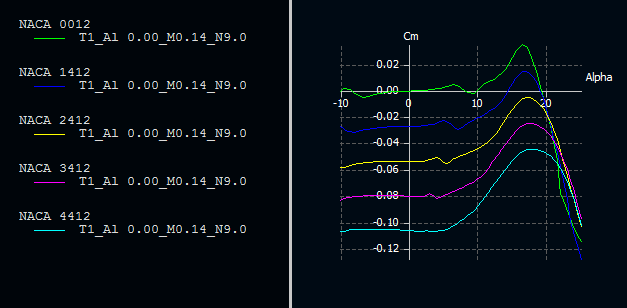 NACA 0012
T1_Al 0.00_M0.14_N9.0
NACA 1412
T1_Al 0.00_M0.14_N9.0
NACA 2412
T1_Al 0.00_M0.14_N9.0
NACA 3412
T1_Al 0.00_M0.14_N9.0
NACA 4412
T1_Al 0.00_M0.14_N9.0
Cm
0.02
Alpha
0.00
-10 0 10 20
-0.02
-0.04
-0.06
-0.08
-0.10
-0.12